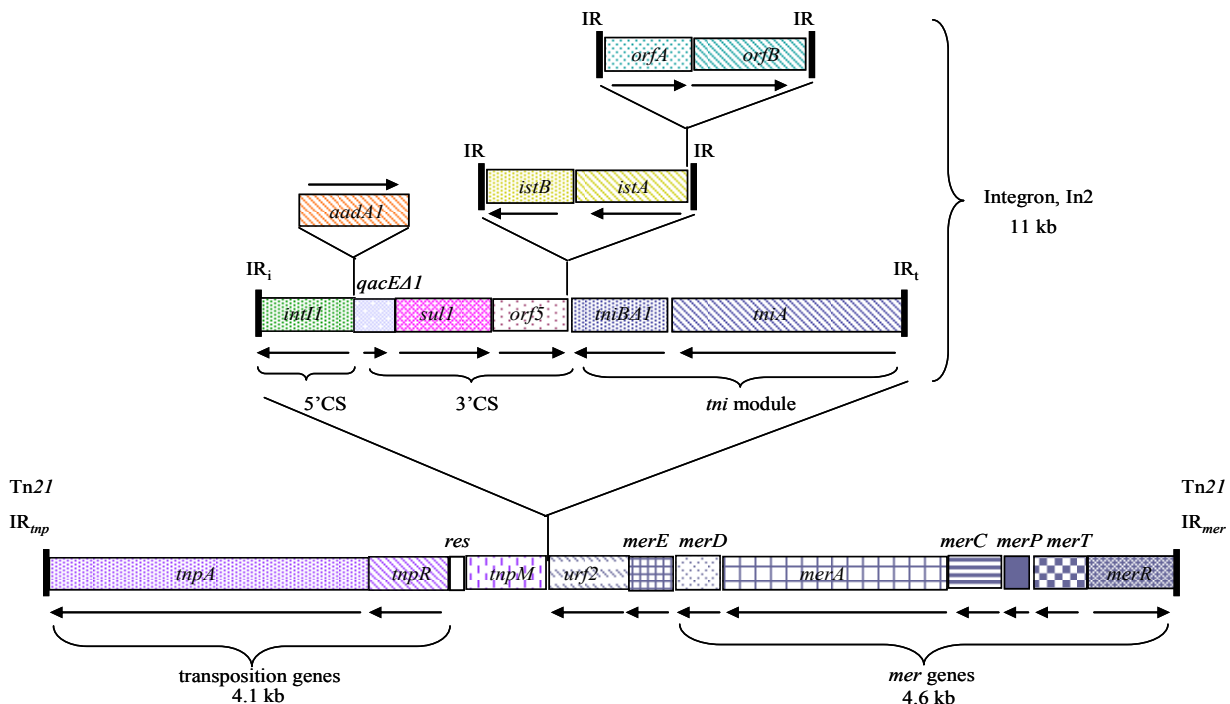 IR IR
orfA orfB
IR IR
istB istA
aadA1
Integron, In2
11 kb
IRi qacEΔ1 IRt
intI1 sul1 orf5 tniBΔ1 tniA
5’CS 3’CS tni module
Tn21 Tn21
IRtnp IRmer
res merE merD merC merP merT
tnpA tnpR tnpM urf2 merA merR
transposition genes mer genes
4.1 kb 4.6 kb